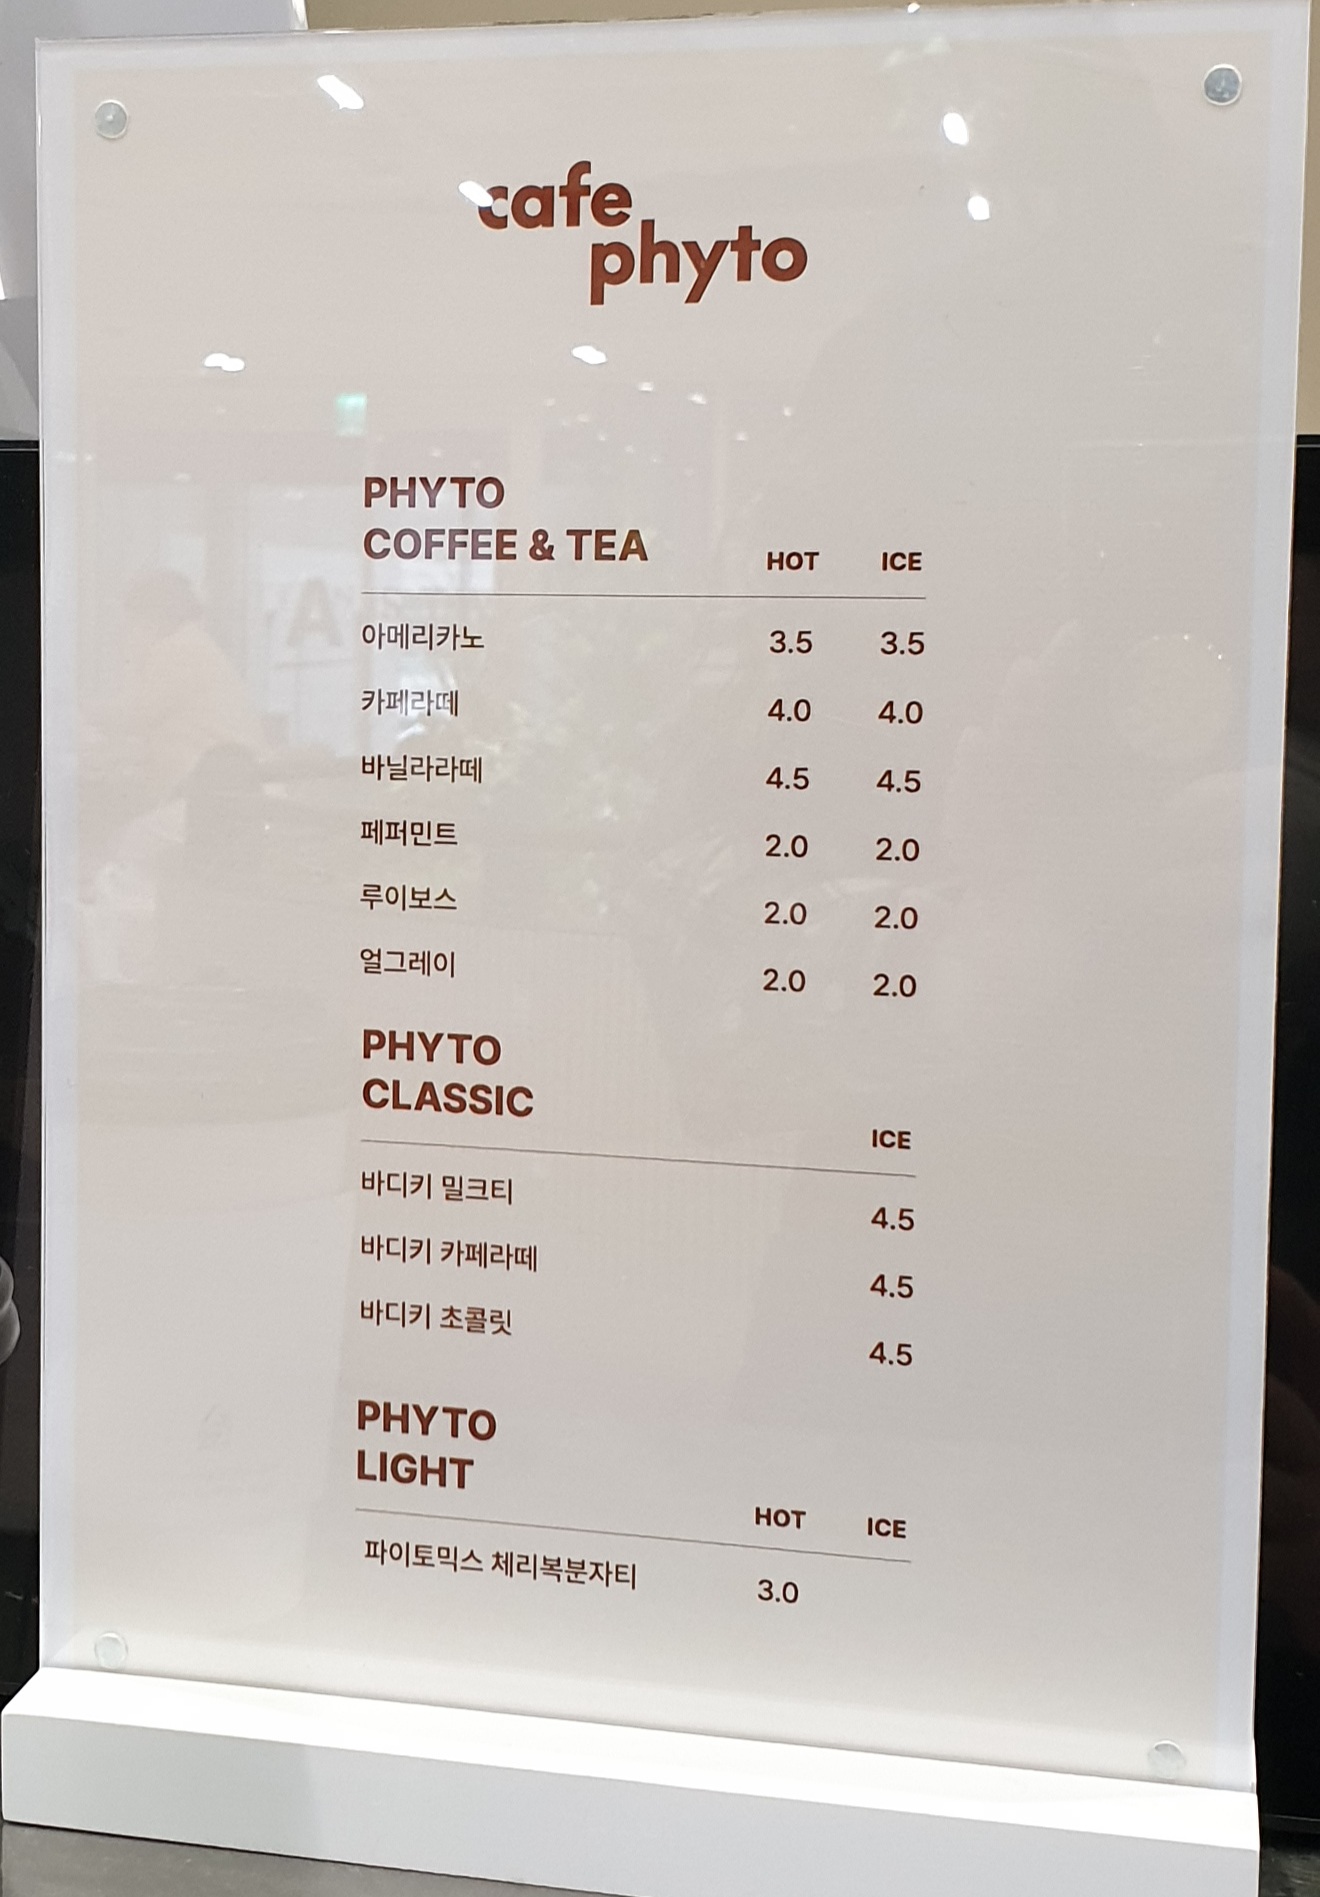 cafe
phyto
PHYTO
COFFEE & TEA HOT ICE
아메리카노 3.5 3.5
카페라떼 4.0 4.0
바닐라라떼 4.5 4.5
페퍼민트 2.0 2.0
루이보스 2.0 2.0
얼그레이 2.0 2.0
PHYTO
CLASSIC ICE
바디키 밀크티 4.5
바디키 카페라떼 4.5
바디키 초콜릿 4.5
PHYTO
LIGHT HOT ICE
파이토믹스 체리복분자티 3.0